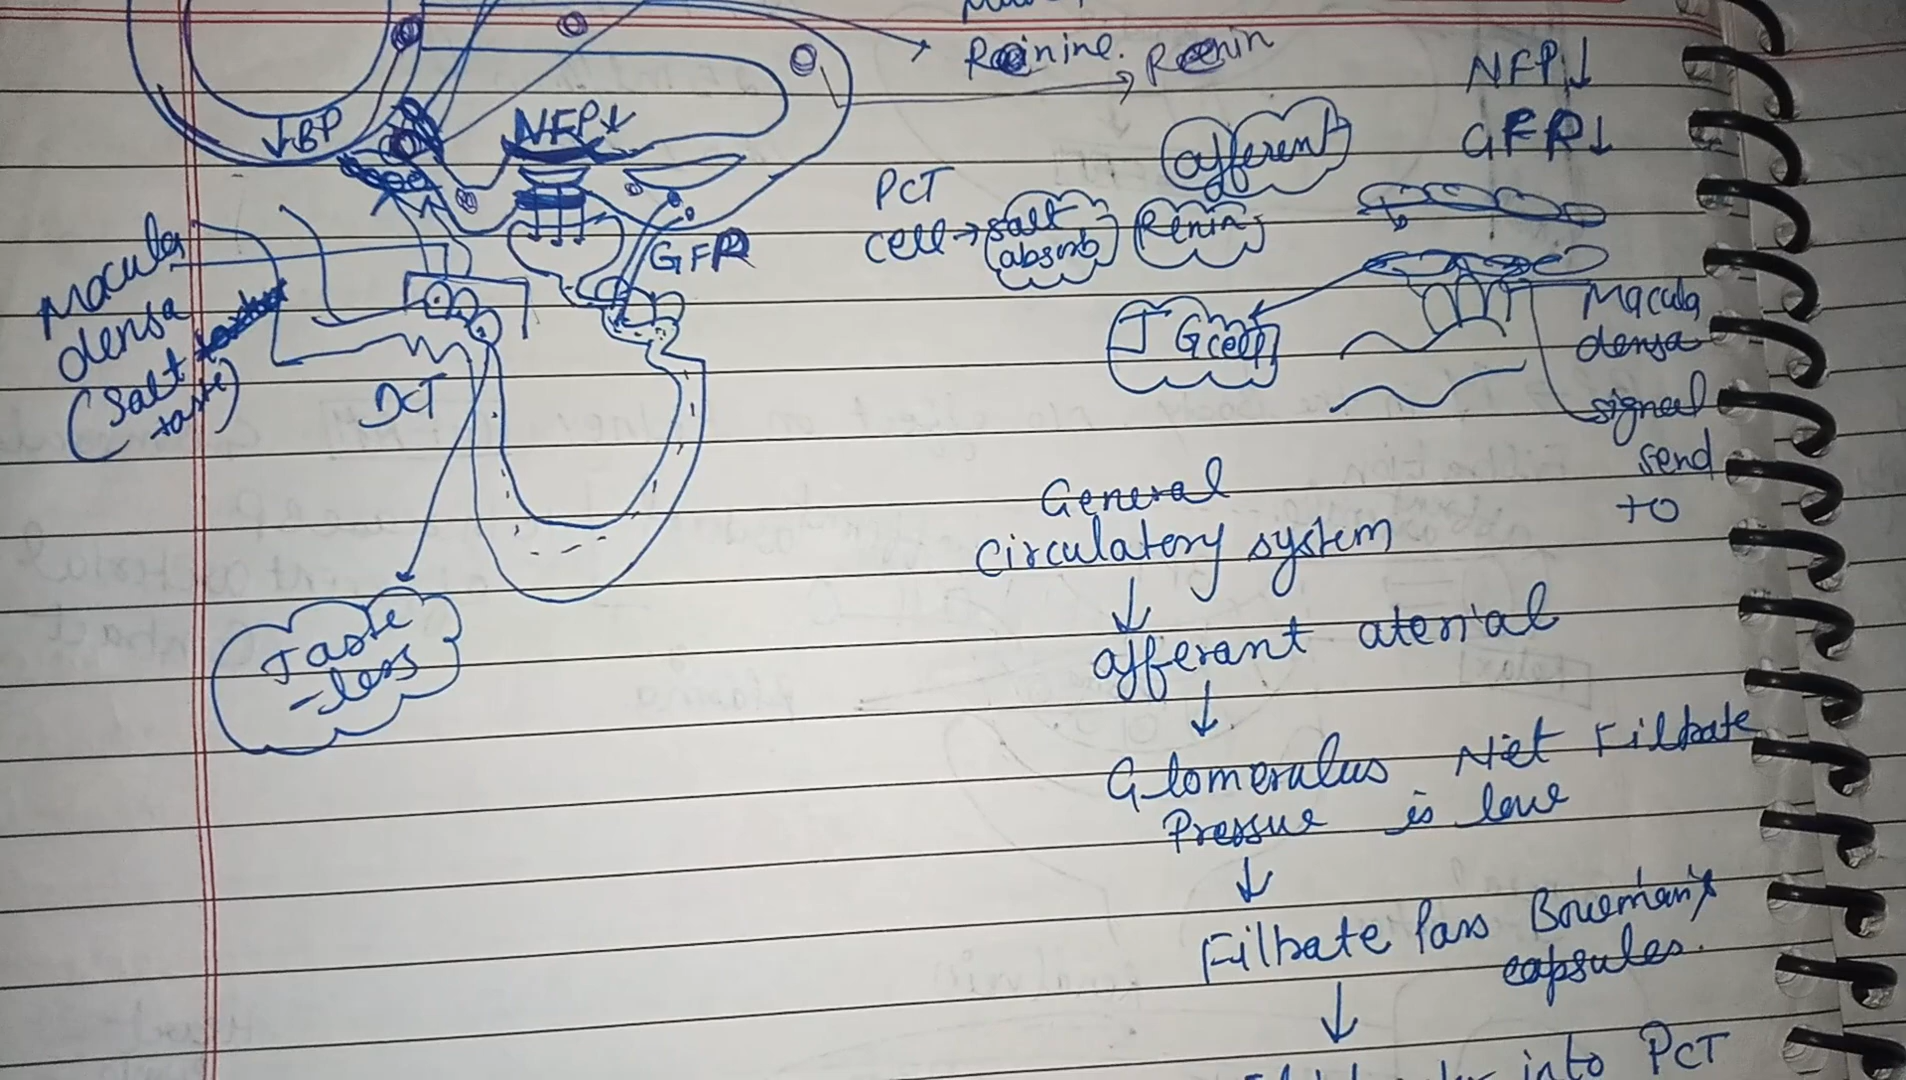 Reinine. → Renin
NFP↓
GFR↓
↓BP
NFP↓
afferent
PCT
cell → salt
absorb
Renin
GFR
Macula
densa
(Salt
taste)
JG cell
Macula
densa
signal
send
to
DCT
General
circulatory system
↓
afferant aterial
↓
Glomerulus Net Filtrate
Pressue is low
↓
Filtrate Pass Bowman's
capsules.
↓
into PCT
Taste
-less